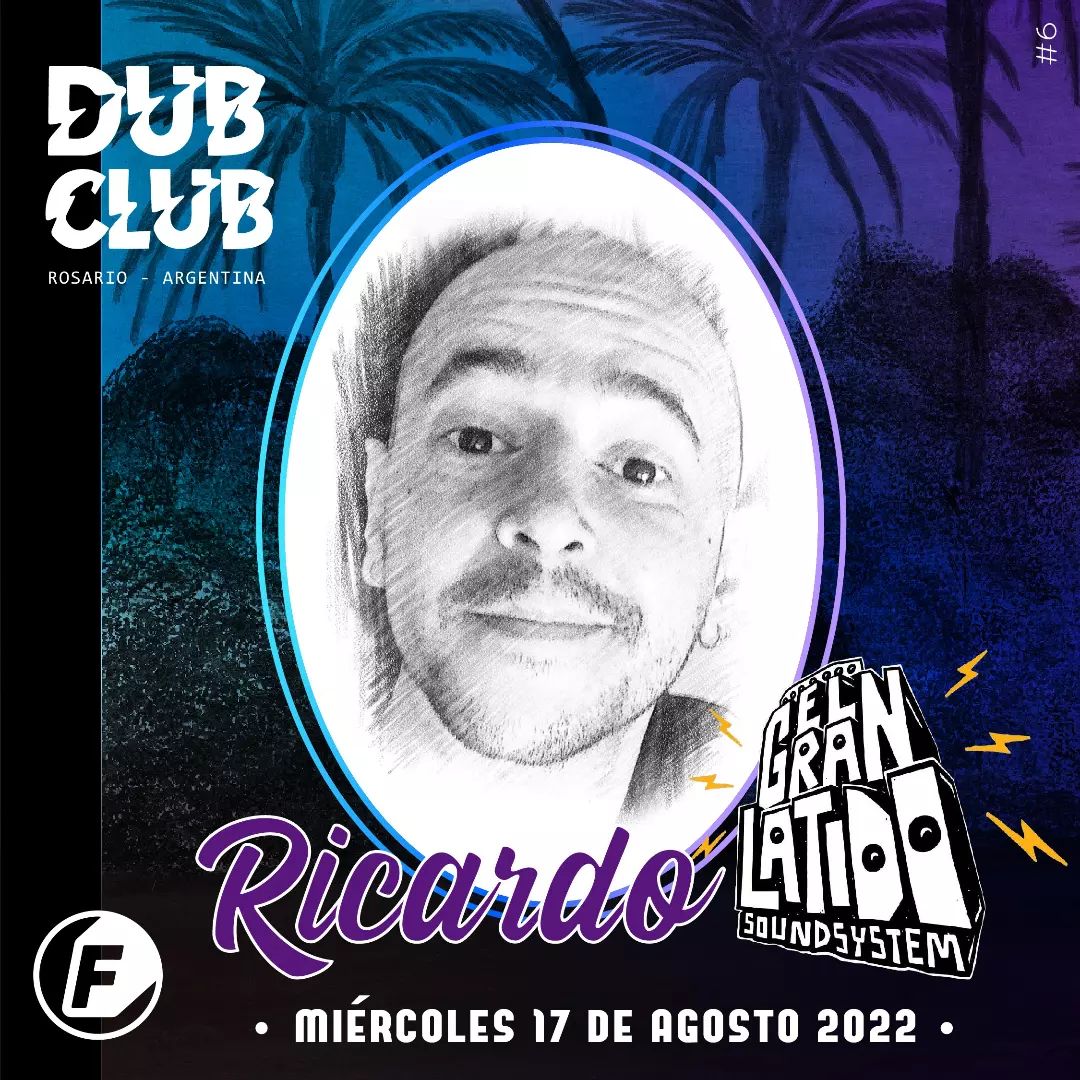 DUB
CLUB
ROSARIO - ARGENTINA
#6
EL
GRAN
LATIDO
SOUNDSYSTEM
Ricardo
F
• MIÉRCOLES 17 DE AGOSTO 2022 •